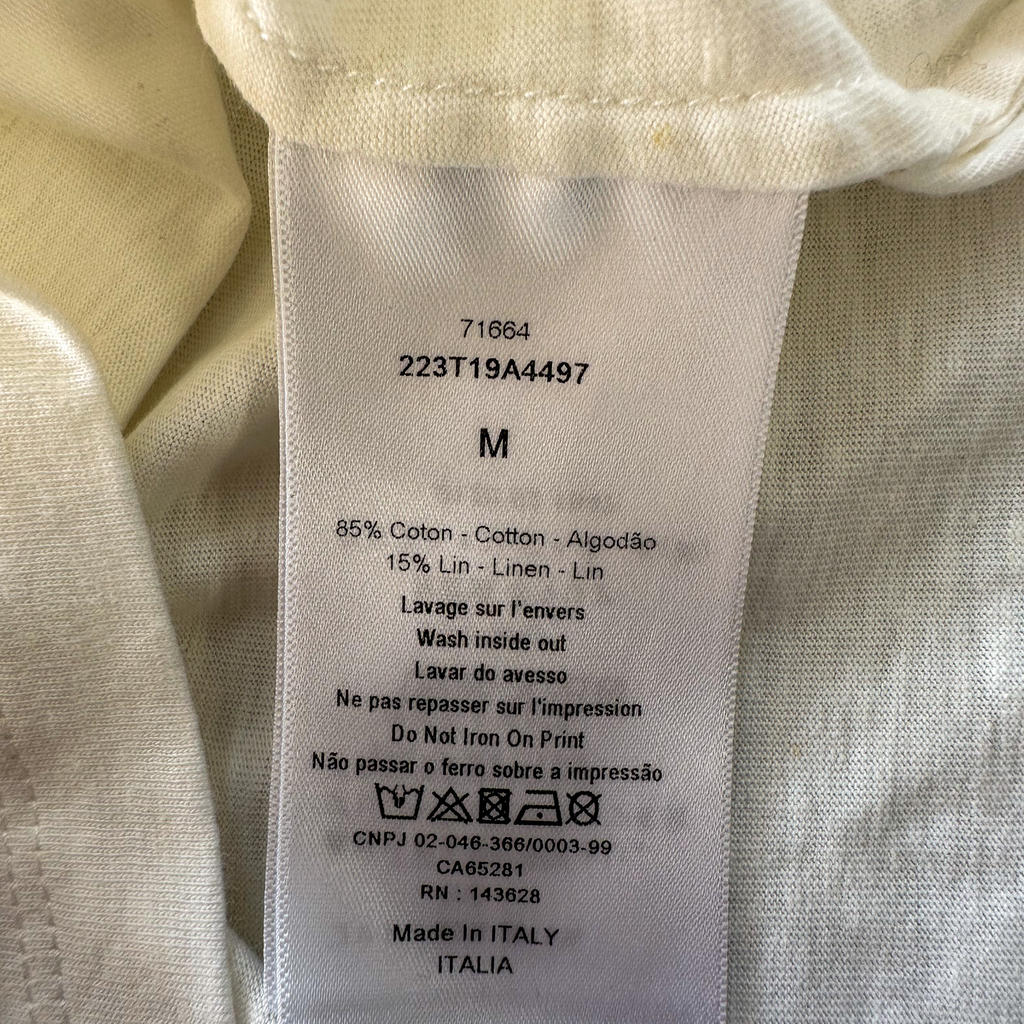 71664
223T19A4497
M
85% Coton - Cotton - Algodão
15% Lin - Linen - Lin
Lavage sur l'envers
Wash inside out
Lavar do avesso
Ne pas repasser sur l'impression
Do Not Iron On Print
Não passar o ferro sobre a impressão
CNPJ 02-046-366/0003-99
CA65281
RN : 143628
Made In ITALY
ITALIA